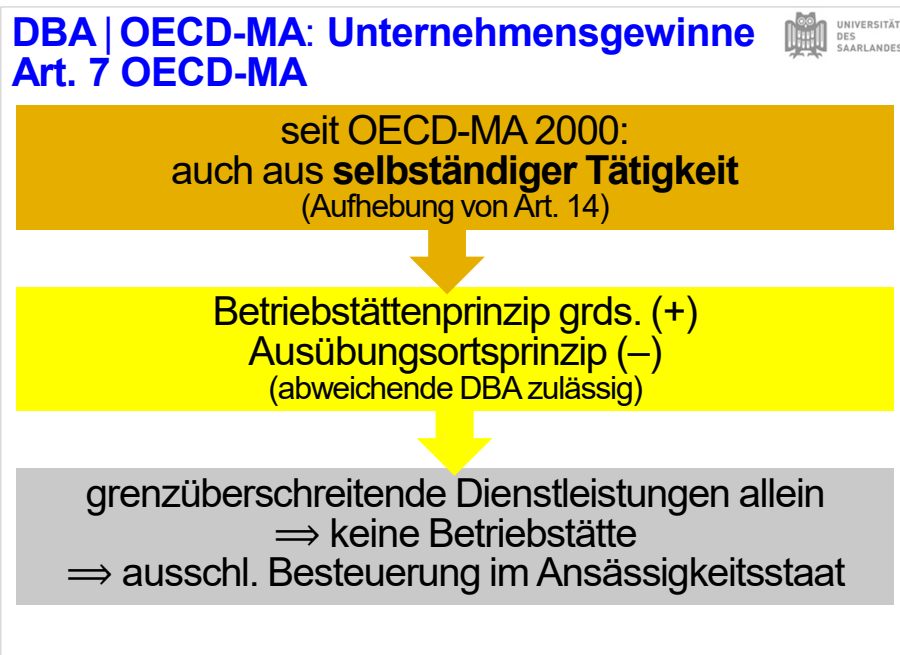 DBA | OECD-MA: Unternehmensgewinne
Art. 7 OECD-MA
UNIVERSITÄT
DES
SAARLANDES
seit OECD-MA 2000:
auch aus selbständiger Tätigkeit
(Aufhebung von Art. 14)
Betriebstättenprinzip grds. (+)
Ausübungsortsprinzip (–)
(abweichende DBA zulässig)
grenzüberschreitende Dienstleistungen allein
⟹ keine Betriebstätte
⟹ ausschl. Besteuerung im Ansässigkeitsstaat